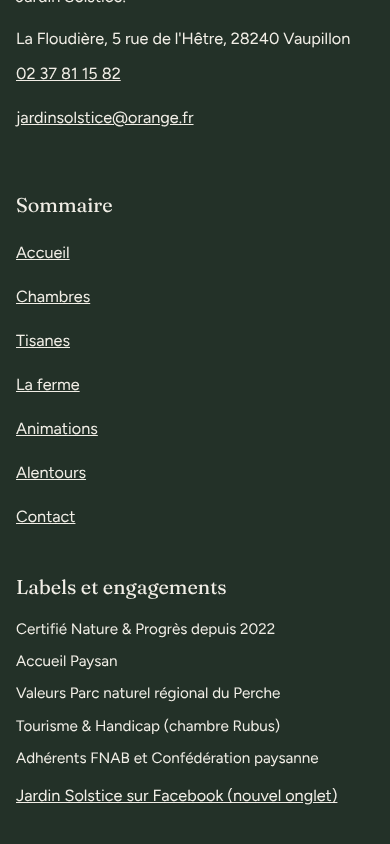 Jardin Solstice.
La Floudière, 5 rue de l'Hêtre, 28240 Vaupillon
02 37 81 15 82
jardinsolstice@orange.fr
Sommaire
Accueil
Chambres
Tisanes
La ferme
Animations
Alentours
Contact
Labels et engagements
Certifié Nature & Progrès depuis 2022
Accueil Paysan
Valeurs Parc naturel régional du Perche
Tourisme & Handicap (chambre Rubus)
Adhérents FNAB et Confédération paysanne
Jardin Solstice sur Facebook (nouvel onglet)